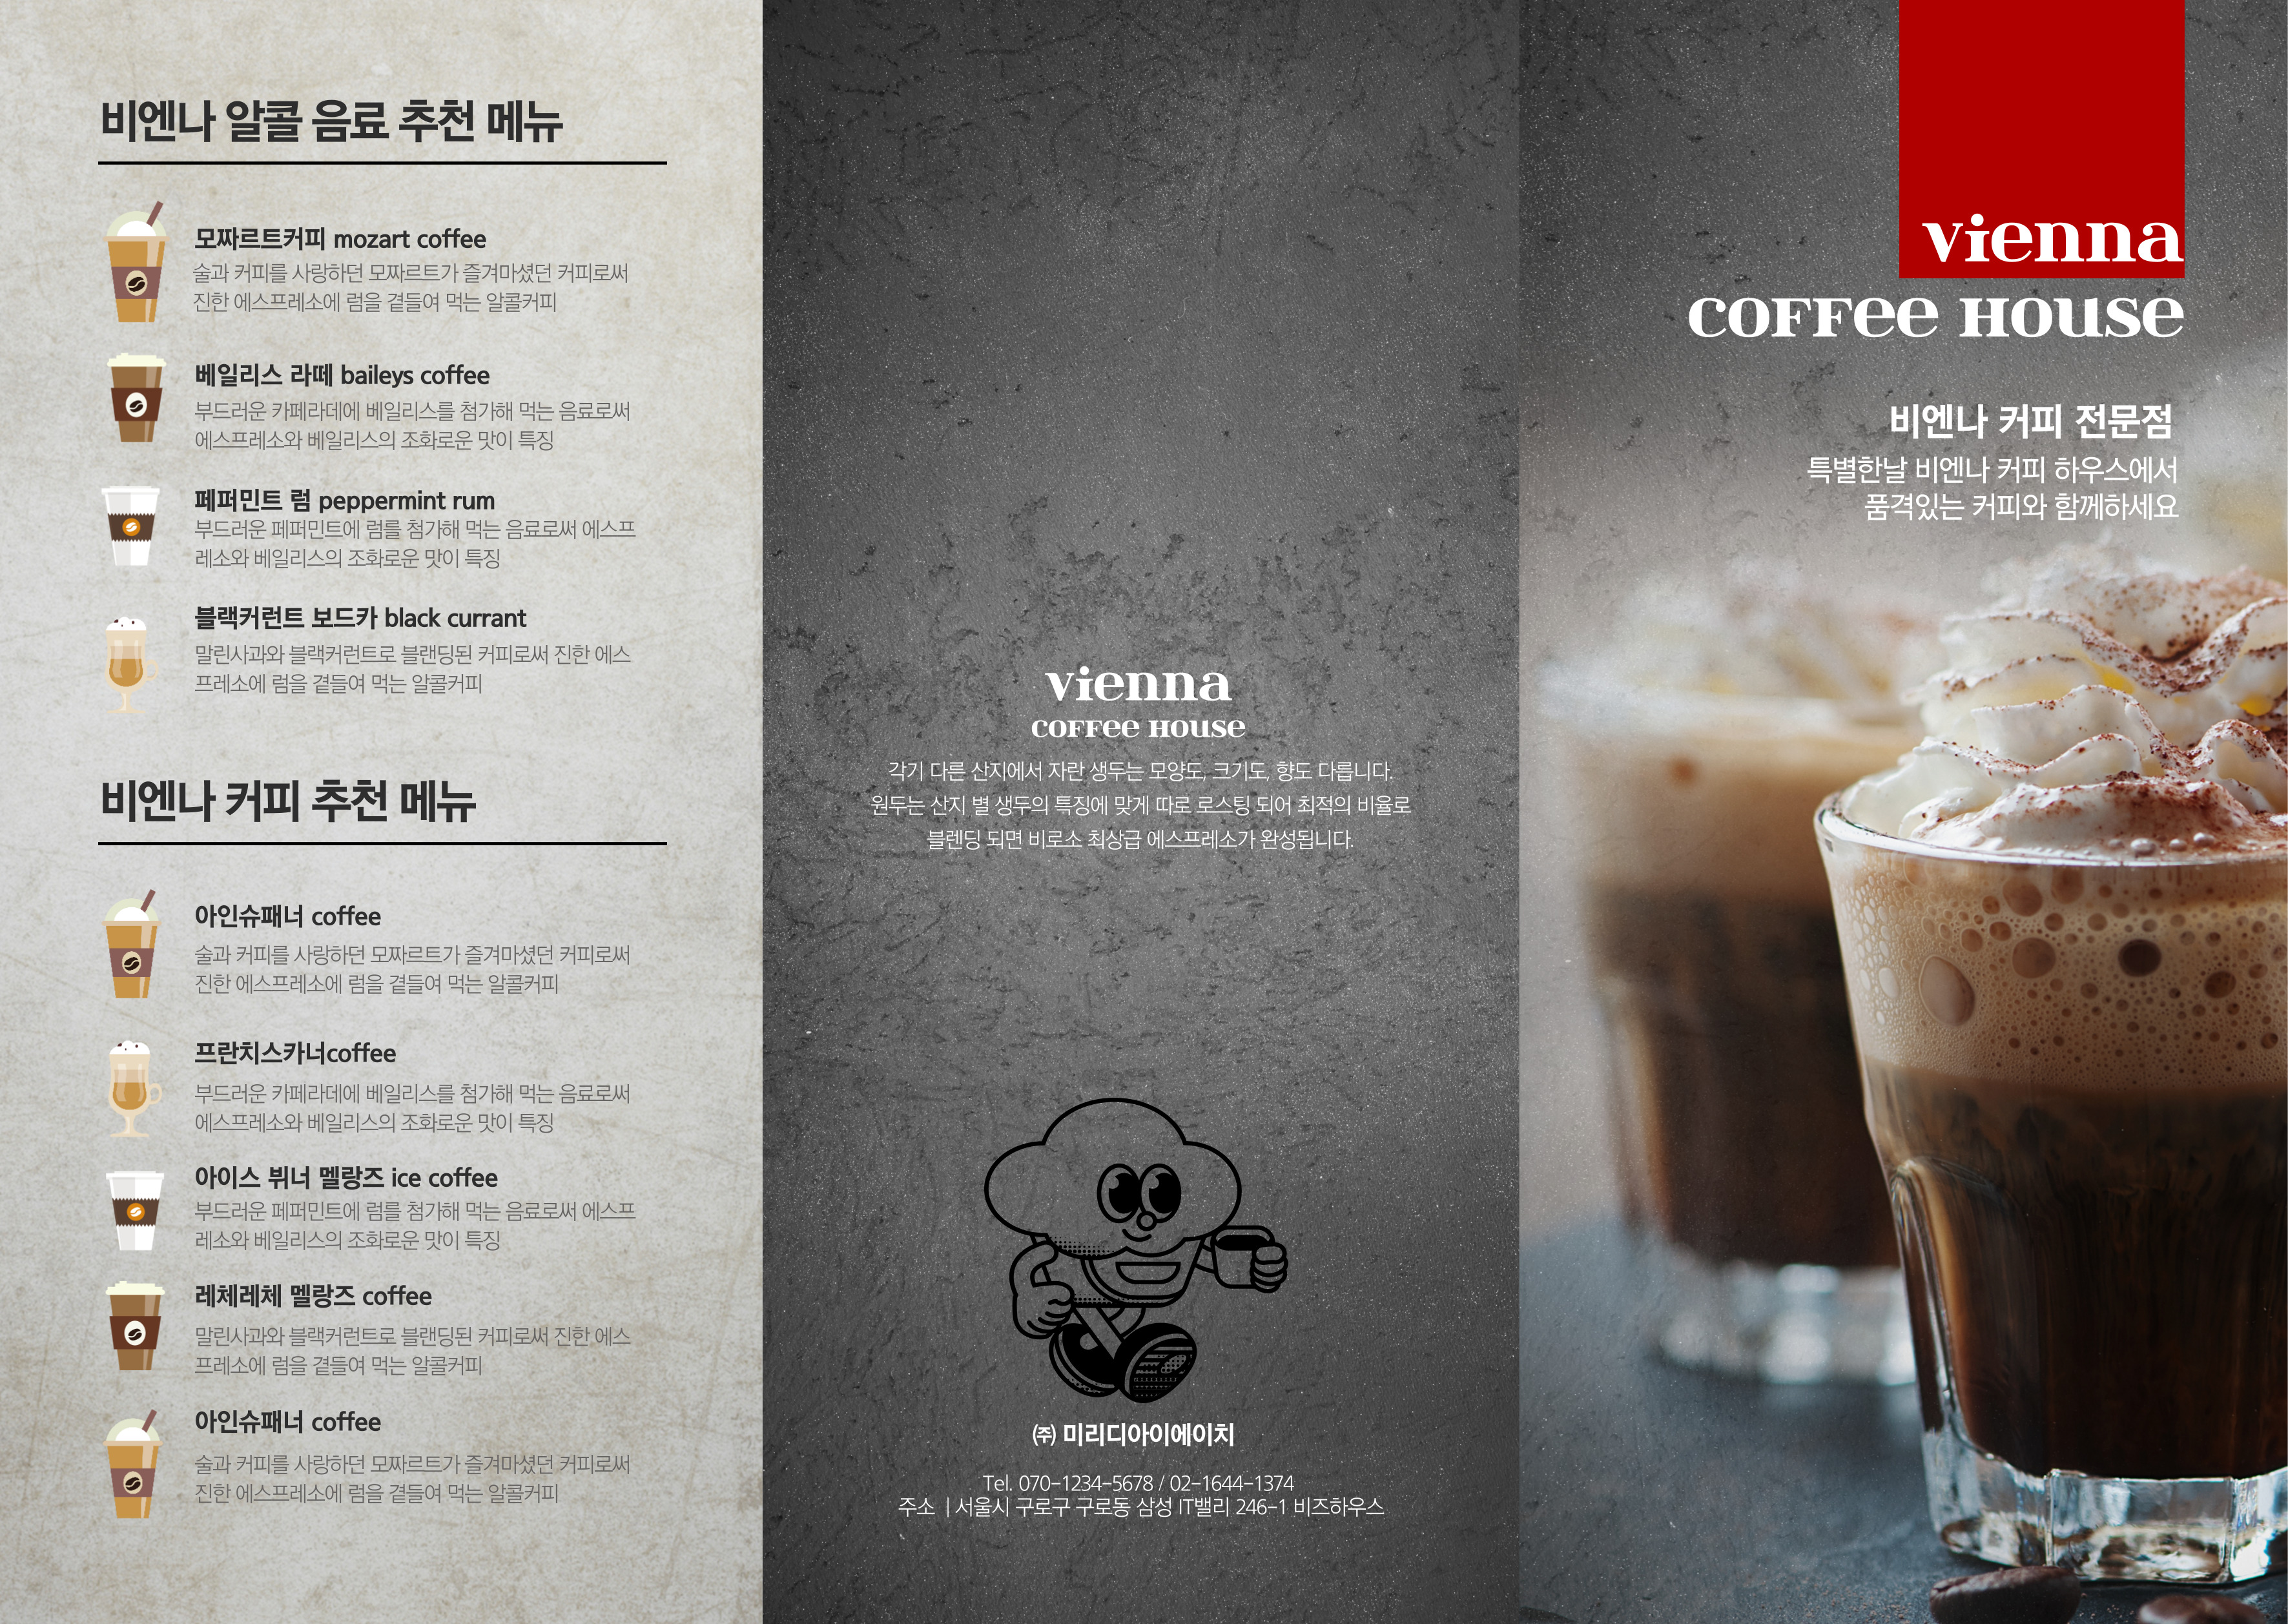 비엔나 알콜 음료 추천 메뉴
모짜르트커피 mozart coffee
술과 커피를 사랑하던 모짜르트가 즐겨마셨던 커피로써
진한 에스프레소에 럼을 곁들여 먹는 알콜커피
베일리스 라떼 baileys coffee
부드러운 카페라데에 베일리스를 첨가해 먹는 음료로써
에스프레소와 베일리스의 조화로운 맛이 특징
페퍼민트 럼 peppermint rum
부드러운 페퍼민트에 럼를 첨가해 먹는 음료로써 에스프
레소와 베일리스의 조화로운 맛이 특징
블랙커런트 보드카 black currant
말린사과와 블랙커런트로 블랜딩된 커피로써 진한 에스
프레소에 럼을 곁들여 먹는 알콜커피
비엔나 커피 추천 메뉴
아인슈패너 coffee
술과 커피를 사랑하던 모짜르트가 즐겨마셨던 커피로써
진한 에스프레소에 럼을 곁들여 먹는 알콜커피
프란치스카너coffee
부드러운 카페라데에 베일리스를 첨가해 먹는 음료로써
에스프레소와 베일리스의 조화로운 맛이 특징
아이스 뷔너 멜랑즈 ice coffee
부드러운 페퍼민트에 럼를 첨가해 먹는 음료로써 에스프
레소와 베일리스의 조화로운 맛이 특징
레체레체 멜랑즈 coffee
말린사과와 블랙커런트로 블랜딩된 커피로써 진한 에스
프레소에 럼을 곁들여 먹는 알콜커피
아인슈패너 coffee
술과 커피를 사랑하던 모짜르트가 즐겨마셨던 커피로써
진한 에스프레소에 럼을 곁들여 먹는 알콜커피
vienna
COFFee HOUSe
각기 다른 산지에서 자란 생두는 모양도, 크기도, 향도 다릅니다.
원두는 산지 별 생두의 특징에 맞게 따로 로스팅 되어 최적의 비율로
블렌딩 되면 비로소 최상급 에스프레소가 완성됩니다.
㈜ 미리디아이에이치
Tel. 070-1234-5678 / 02-1644-1374
주소 | 서울시 구로구 구로동 삼성 IT밸리 246-1 비즈하우스
vienna
COFFee HOUSe
비엔나 커피 전문점
특별한날 비엔나 커피 하우스에서
품격있는 커피와 함께하세요